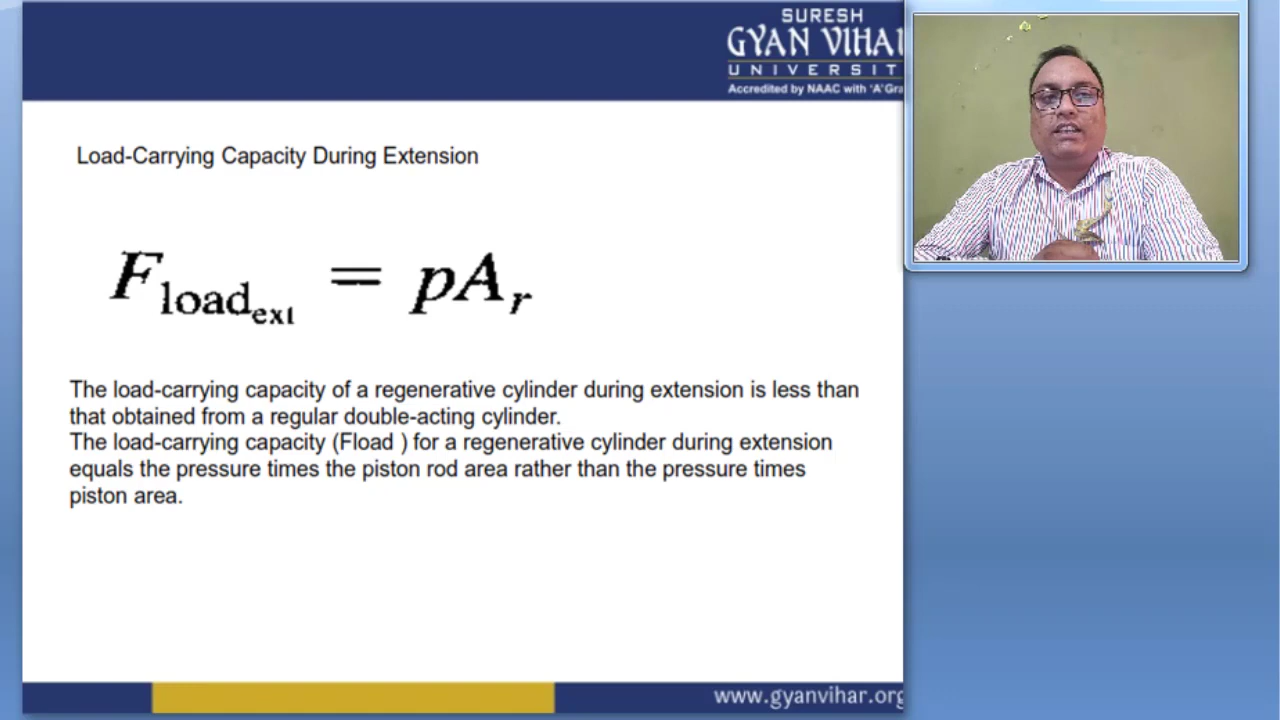 SURESH
GYAN VIHAR
UNIVERSIT
Accredited by NAAC with 'A'Gra
Load-Carrying Capacity During Extension
F load ext = pA r
The load-carrying capacity of a regenerative cylinder during extension is less than
that obtained from a regular double-acting cylinder.
The load-carrying capacity (Fload ) for a regenerative cylinder during extension
equals the pressure times the piston rod area rather than the pressure times
piston area.
www.gyanvihar.org